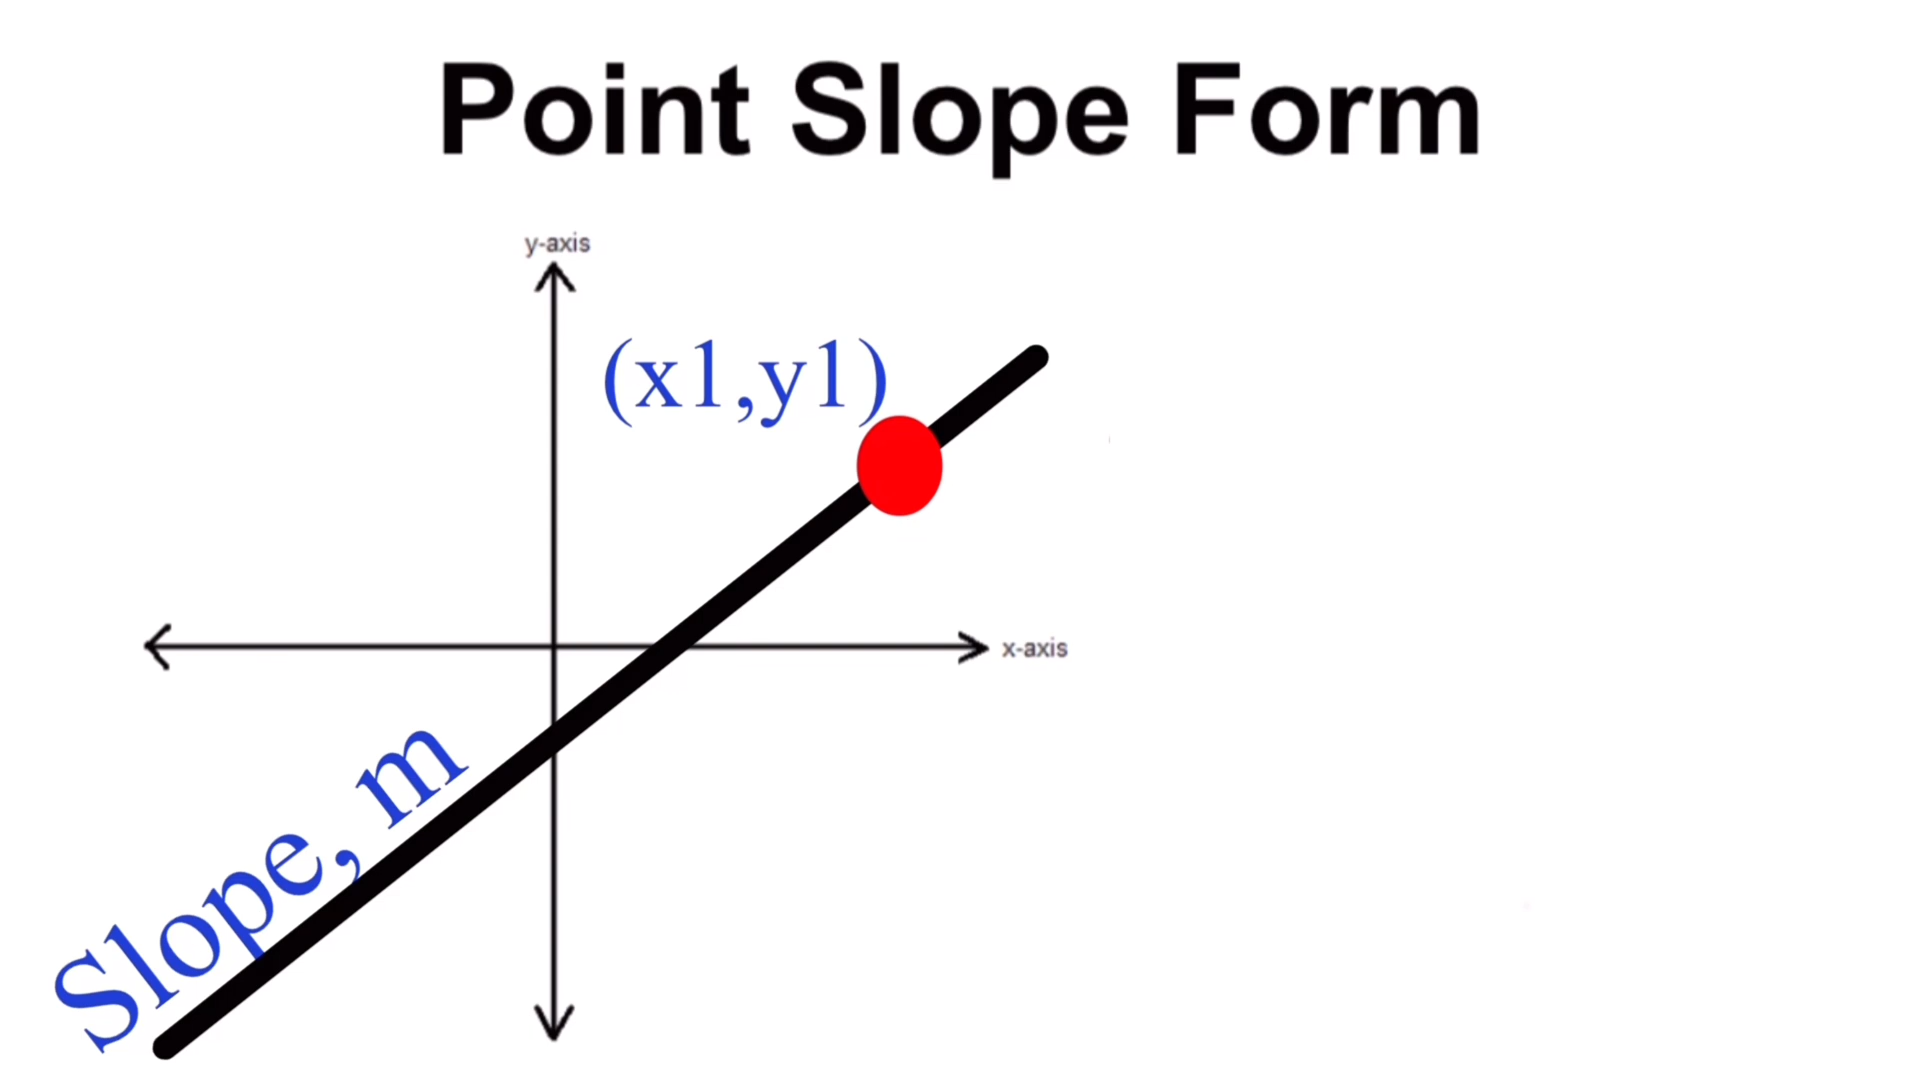 Point Slope Form
y-axis
(x1,y1)
x-axis
Slope, m